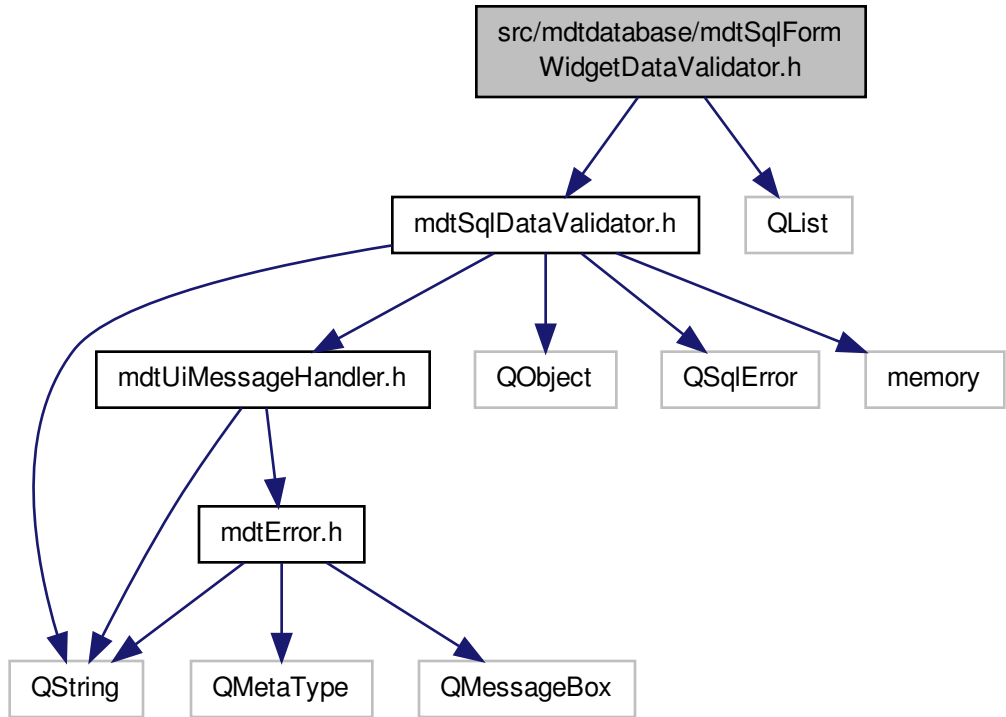 src/mdtdatabase/mdtSqlForm
WidgetDataValidator.h
mdtSqlDataValidator.h
QList
mdtUiMessageHandler.h
QObject
QSqlError
memory
mdtError.h
QString
QMetaType
QMessageBox